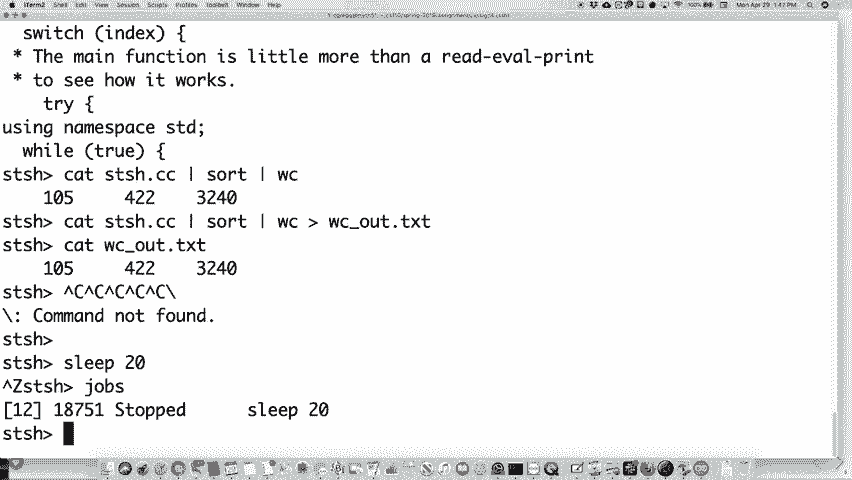 iTerm2 Shell Edit View Session Scripts Profiles Toolbelt Window Help 100% Mon Apr 29 1:47 PM
switch (index) {
* The main function is little more than a read-eval-print
* to see how it works.
try {
using namespace std;
while (true) {
stsh> cat stsh.cc | sort | wc
105 422 3240
stsh> cat stsh.cc | sort | wc > wc_out.txt
stsh> cat wc_out.txt
105 422 3240
stsh> ^C^C^C^C^C\
\: Command not found.
stsh>
stsh> sleep 20
^Zstsh> jobs
[12] 18751 Stopped sleep 20
stsh>